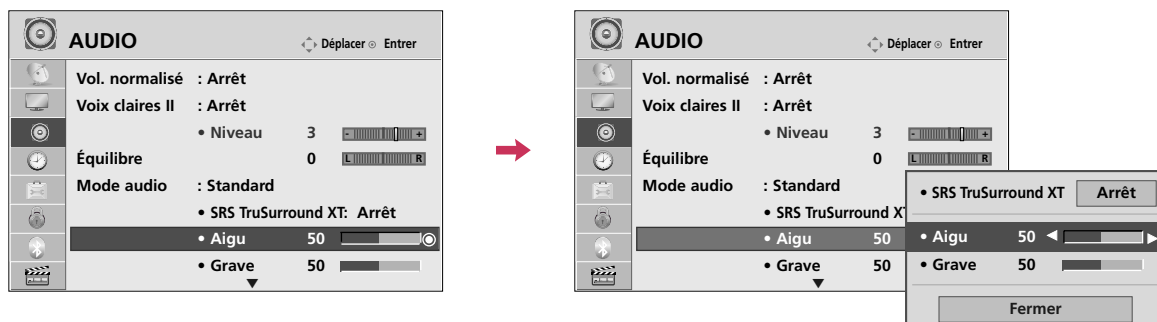 AUDIO
Déplacer Entrer
Vol. normalisé : Arrêt
Voix claires II : Arrêt
• Niveau 3 - +
Équilibre 0 L R
Mode audio : Standard
• SRS TruSurround XT: Arrêt
• Aigu 50
• Grave 50
AUDIO
Déplacer Entrer
Vol. normalisé : Arrêt
Voix claires II : Arrêt
• Niveau 3 - +
Équilibre 0 L R
Mode audio : Standard
• SRS TruSurround X
• Aigu 50
• Grave 50
• SRS TruSurround XT Arrêt
• Aigu 50
• Grave 50
Fermer